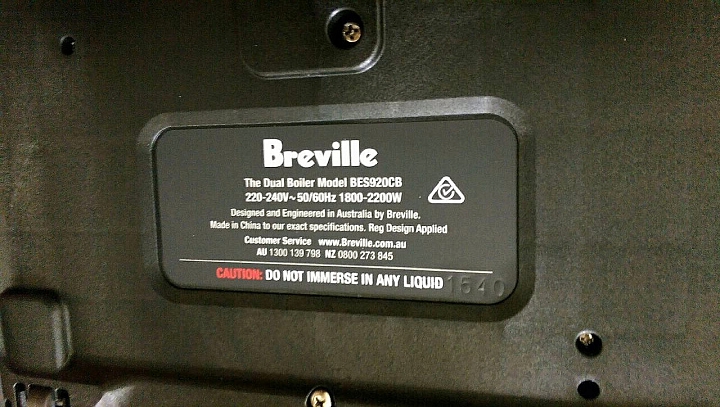 Breville
The Dual Boiler Model BES920CB
220-240V~ 50/60Hz 1800-2200W
Designed and Engineered in Australia by Breville.
Made in China to our exact specifications. Reg Design Applied
Customer Service www.Breville.com.au
AU 1300 139 798 NZ 0800 273 845
CAUTION: DO NOT IMMERSE IN ANY LIQUID 1540